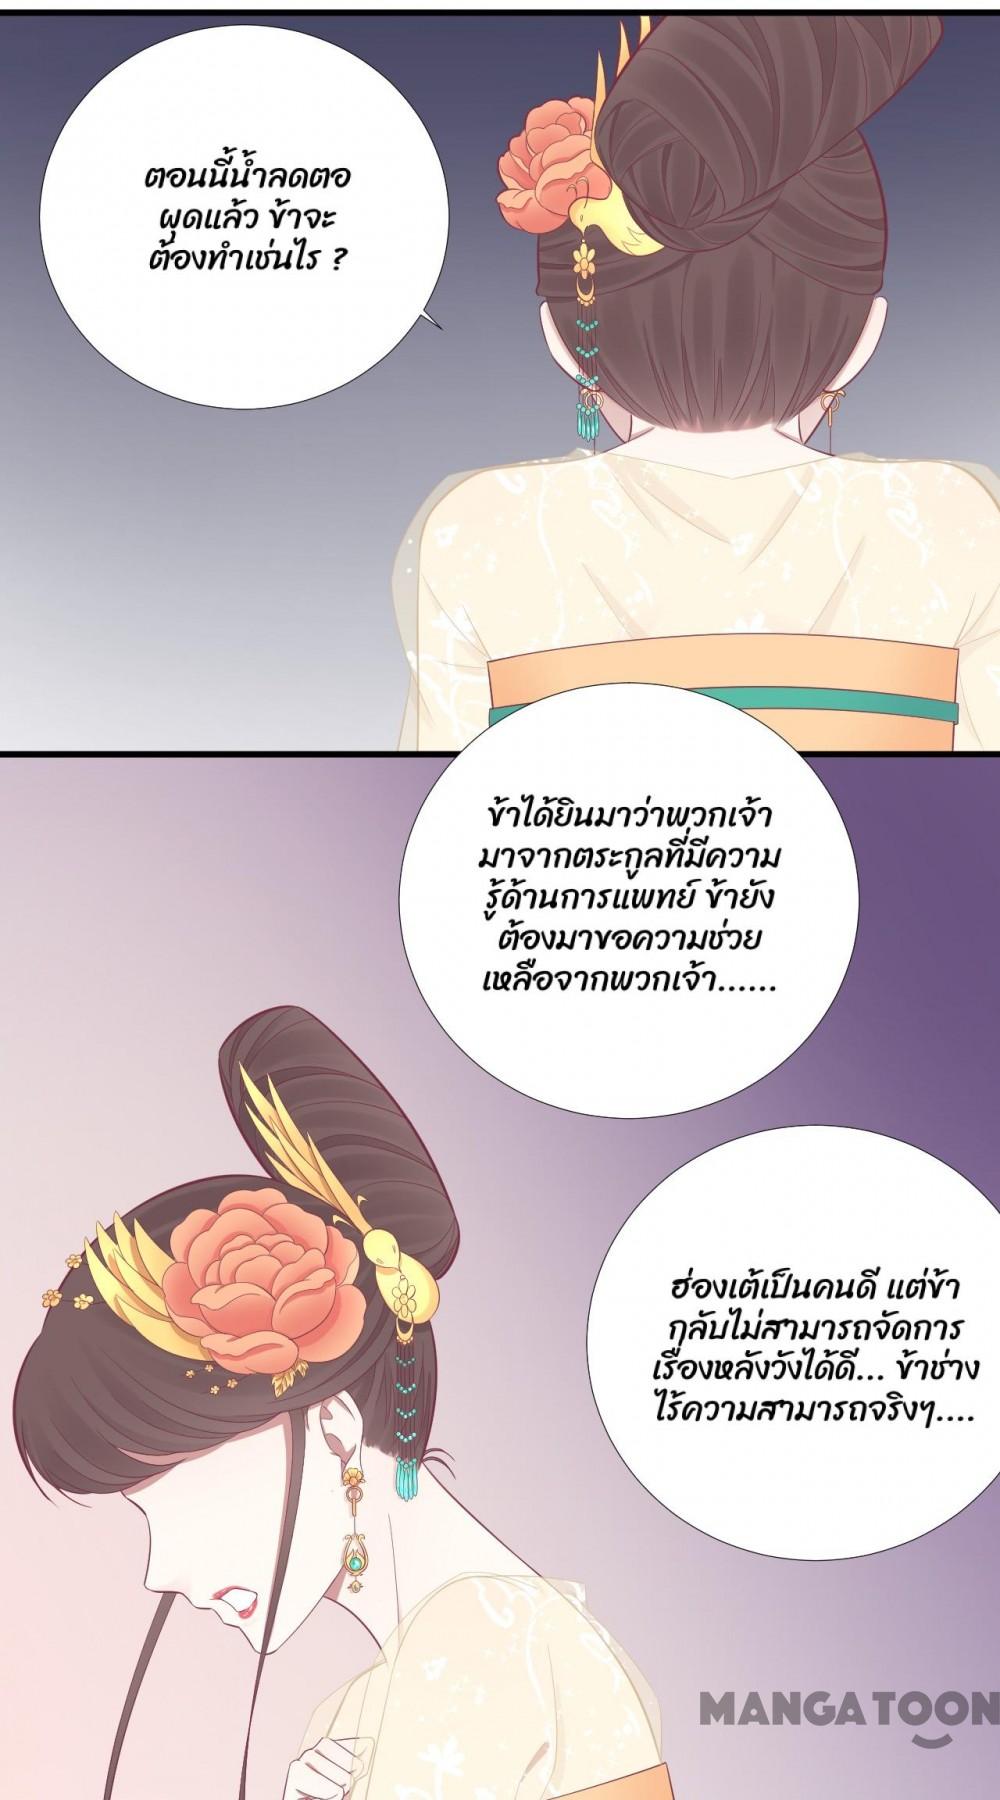 ตอนนี้น้ำลดตอ
ผุดแล้ว ข้าจะ
ต้องทำเช่นไร ?
ข้าได้ยินมาว่าพวกเจ้า
มาจากตระกูลที่มีความ
รู้ด้านการแพทย์ ข้ายัง
ต้องมาขอความช่วย
เหลือจากพวกเจ้า......
ฮ่องเต้เป็นคนดี แต่ข้า
กลับไม่สามารถจัดการ
เรื่องหลังวังได้ดี... ข้าช่าง
ไร้ความสามารถจริงๆ....
MANGATOON